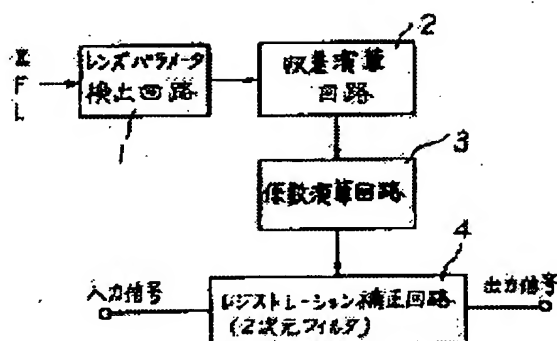 レンズパラメータ
検出回路
F
L
1
収差演算
回路
2
係数演算回路
3
4
入力信号
レジストレーション補正回路
(2次元フィルタ)
出力信号